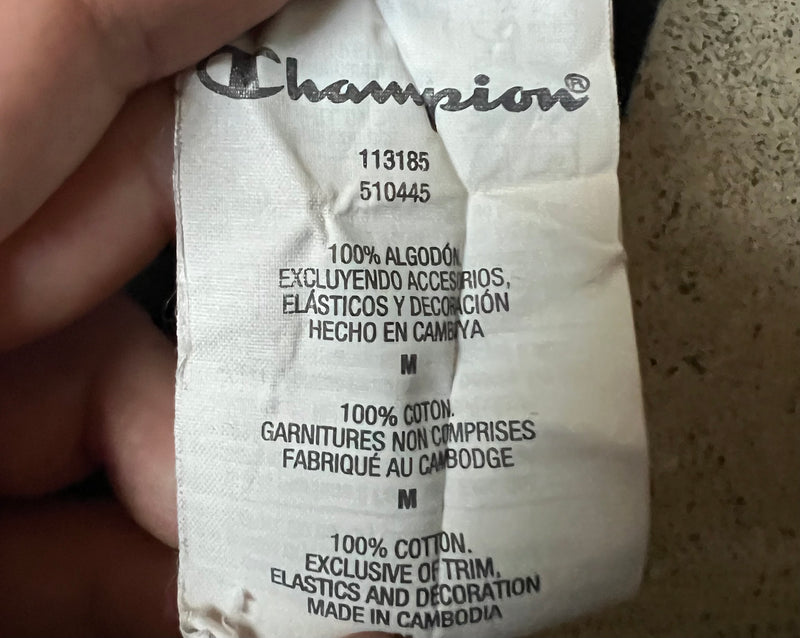 Champion®
113185
510445
100% ALGODÓN
EXCLUYENDO ACCESORIOS,
ELÁSTICOS Y DECORACIÓN
HECHO EN CAMBOYA
M
100% COTON.
GARNITURES NON COMPRISES
FABRIQUÉ AU CAMBODGE
M
100% COTTON.
EXCLUSIVE OF TRIM,
ELASTICS AND DECORATION
MADE IN CAMBODIA